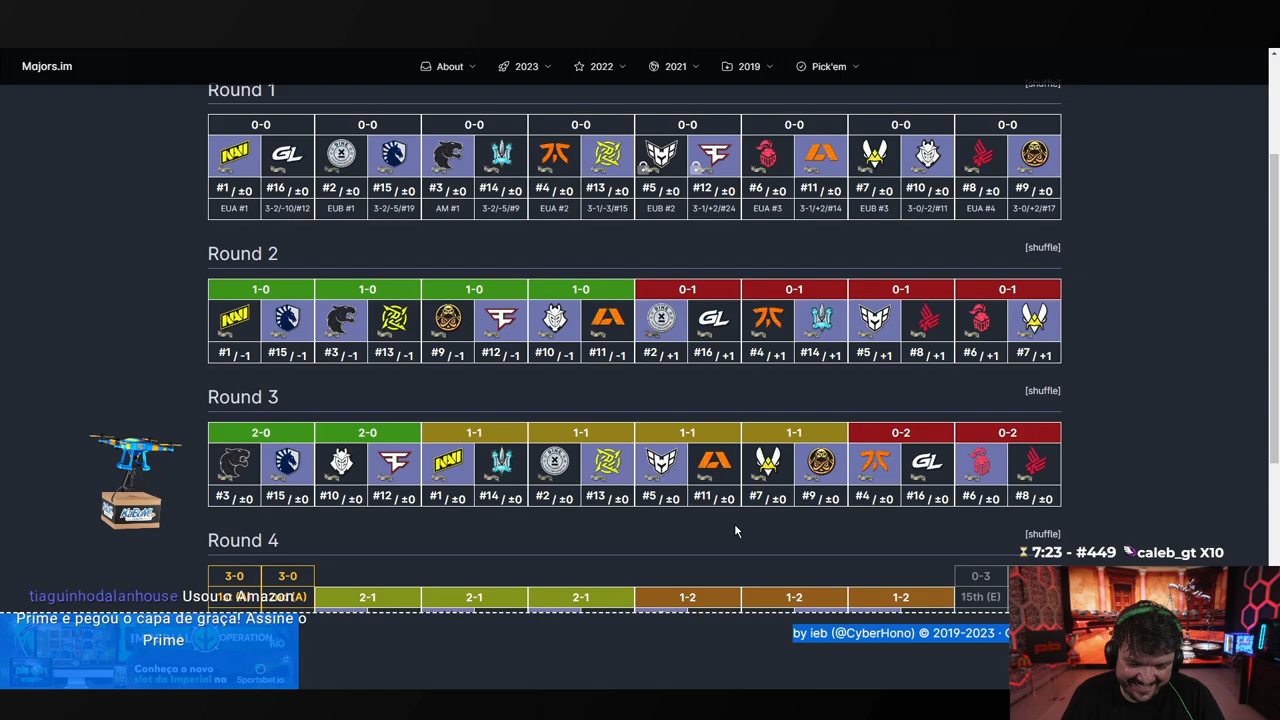 Majors.im
About
2023
2022
2021
2019
Pick'em
Round 1
[shuffle]
0-0 0-0 0-0 0-0 0-0 0-0 0-0 0-0
#1 / ±0 #16 / ±0 #2 / ±0 #15 / ±0 #3 / ±0 #14 / ±0 #4 / ±0 #13 / ±0 #5 / ±0 #12 / ±0 #6 / ±0 #11 / ±0 #7 / ±0 #10 / ±0 #8 / ±0 #9 / ±0
EUA #1 3-2/-10/#12 EUB #1 3-2/-5/#19 AM #1 3-2/-5/#9 EUA #2 3-1/-3/#15 EUB #2 3-1/+2/#24 EUA #3 3-1/+2/#14 EUB #3 3-0/-2/#11 EUA #4 3-0/+2/#17
Round 2
[shuffle]
1-0 1-0 1-0 1-0 0-1 0-1 0-1 0-1
#1 / -1 #15 / -1 #3 / -1 #13 / -1 #9 / -1 #12 / -1 #10 / -1 #11 / -1 #2 / +1 #16 / +1 #4 / +1 #14 / +1 #5 / +1 #8 / +1 #6 / +1 #7 / +1
Round 3
[shuffle]
2-0 2-0 1-1 1-1 1-1 1-1 0-2 0-2
#3 / ±0 #15 / ±0 #10 / ±0 #12 / ±0 #1 / ±0 #14 / ±0 #2 / ±0 #13 / ±0 #5 / ±0 #11 / ±0 #7 / ±0 #9 / ±0 #4 / ±0 #16 / ±0 #6 / ±0 #8 / ±0
KaBuM!
Round 4
[shuffle]
7:23 - #449 caleb_gt X10
3-0 3-0 0-3
2-1 2-1 2-1 1-2 1-2 1-2 15th (E)
tiaguinhodalanhouse Usou o Amazon
Prime e pegou o capa de graça! Assine o
Prime
by ieb (@CyberHono) © 2019-2023 ·
Conheça o novo
slot da Imperial na
Sportsbet.io